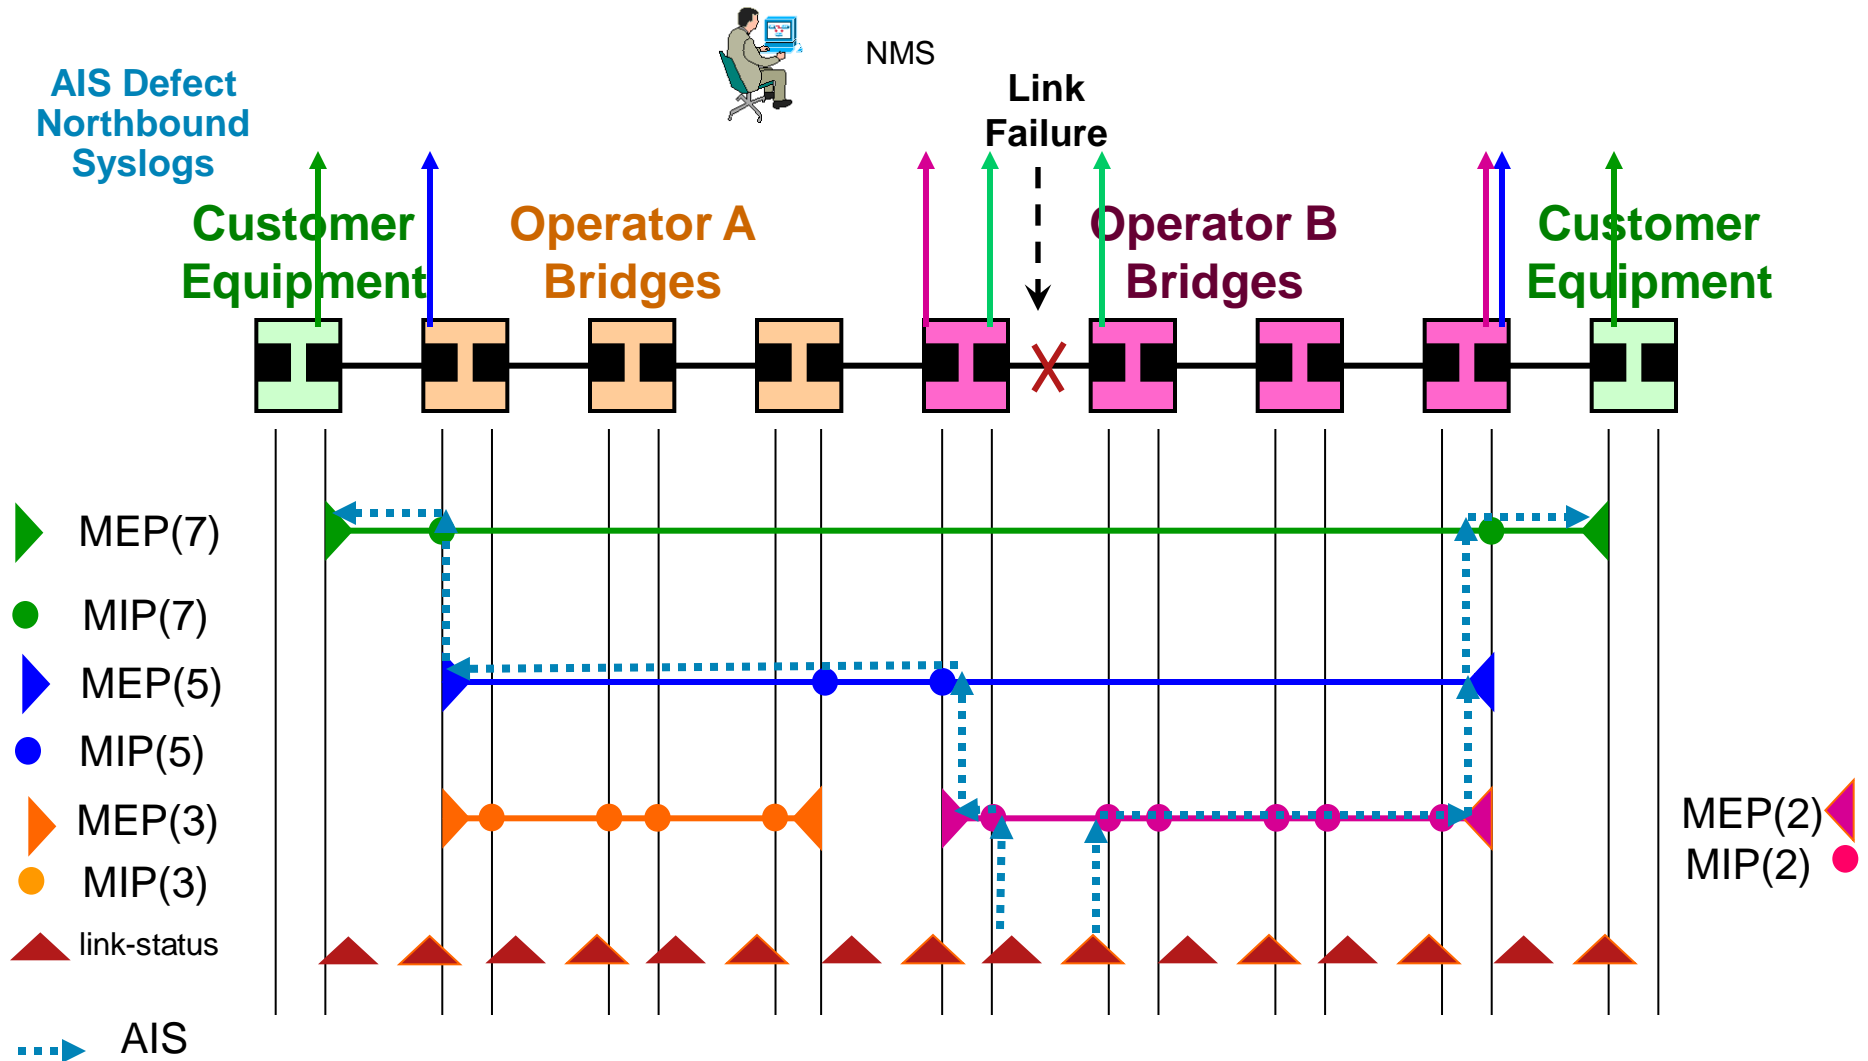 NMS
AIS Defect
Northbound
Syslogs
Link
Failure
Customer
Equipment
Operator A
Bridges
Operator B
Bridges
Customer
Equipment
MEP(7)
MIP(7)
MEP(5)
MIP(5)
MEP(3)
MIP(3)
link-status
AIS
MEP(2)
MIP(2)